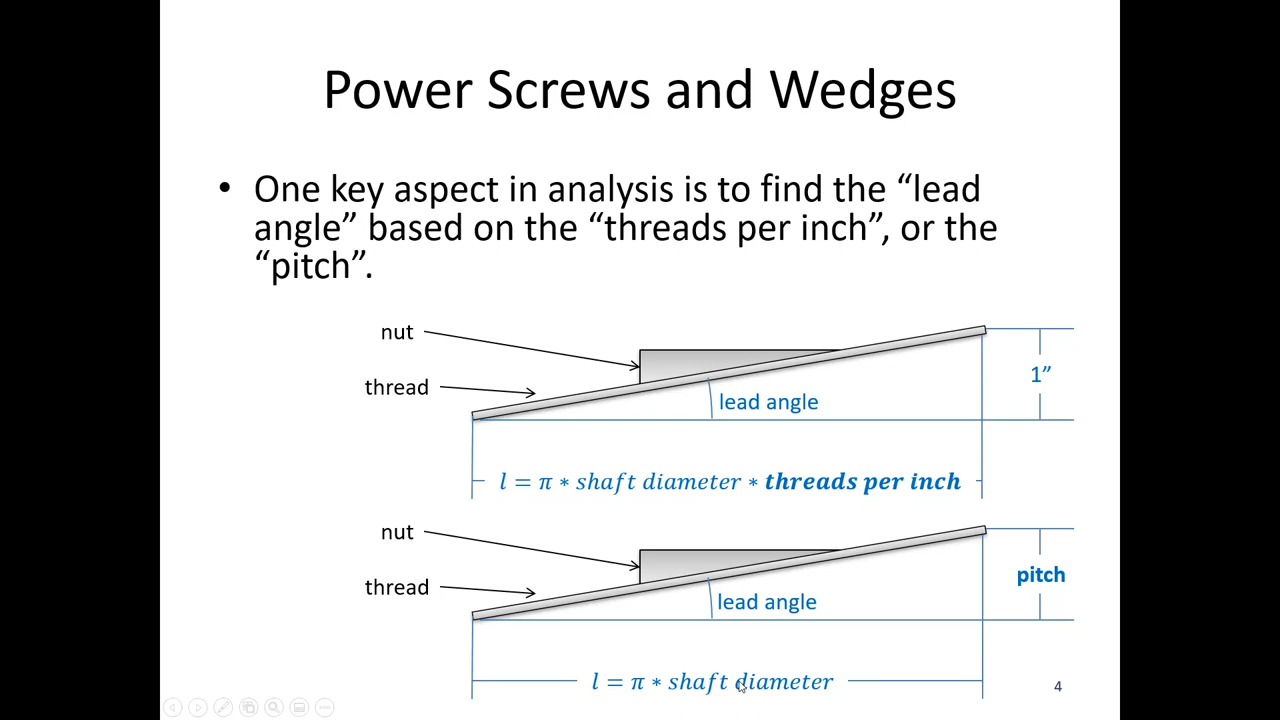 Power Screws and Wedges
• One key aspect in analysis is to find the “lead
angle” based on the “threads per inch”, or the
“pitch”.
nut
thread
lead angle
1”
l = π ∗ shaft diameter ∗ threads per inch
nut
thread
lead angle
pitch
l = π ∗ shaft diameter
4